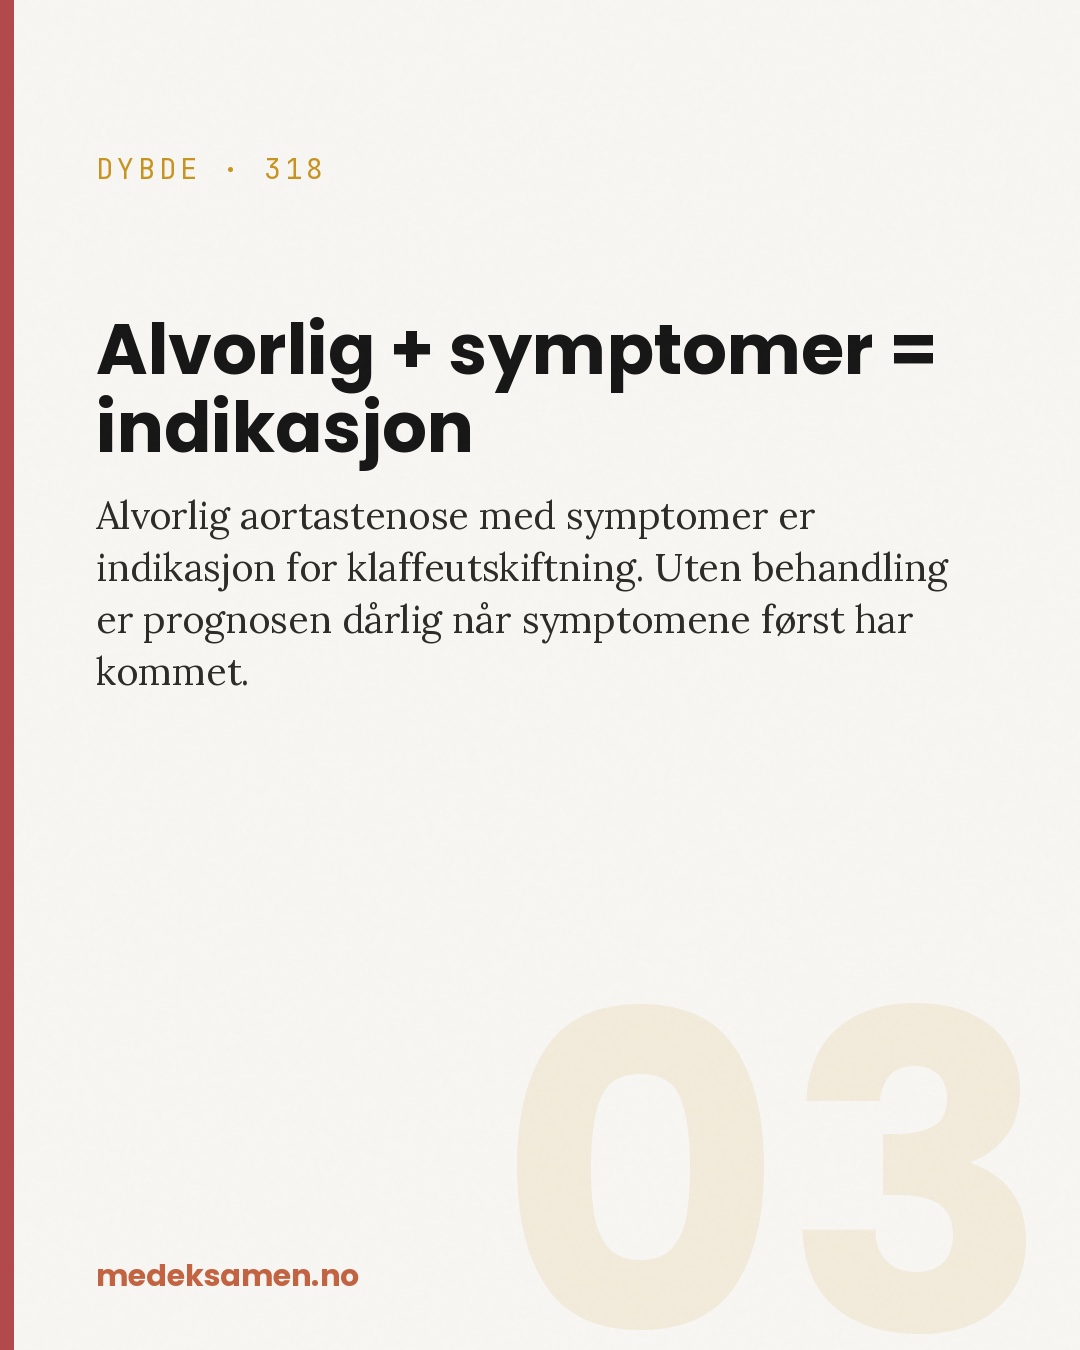 DYBDE · 318
Alvorlig + symptomer =
indikasjon
Alvorlig aortastenose med symptomer er
indikasjon for klaffeutskiftning. Uten behandling
er prognosen dårlig når symptomene først har
kommet.
03
medeksamen.no